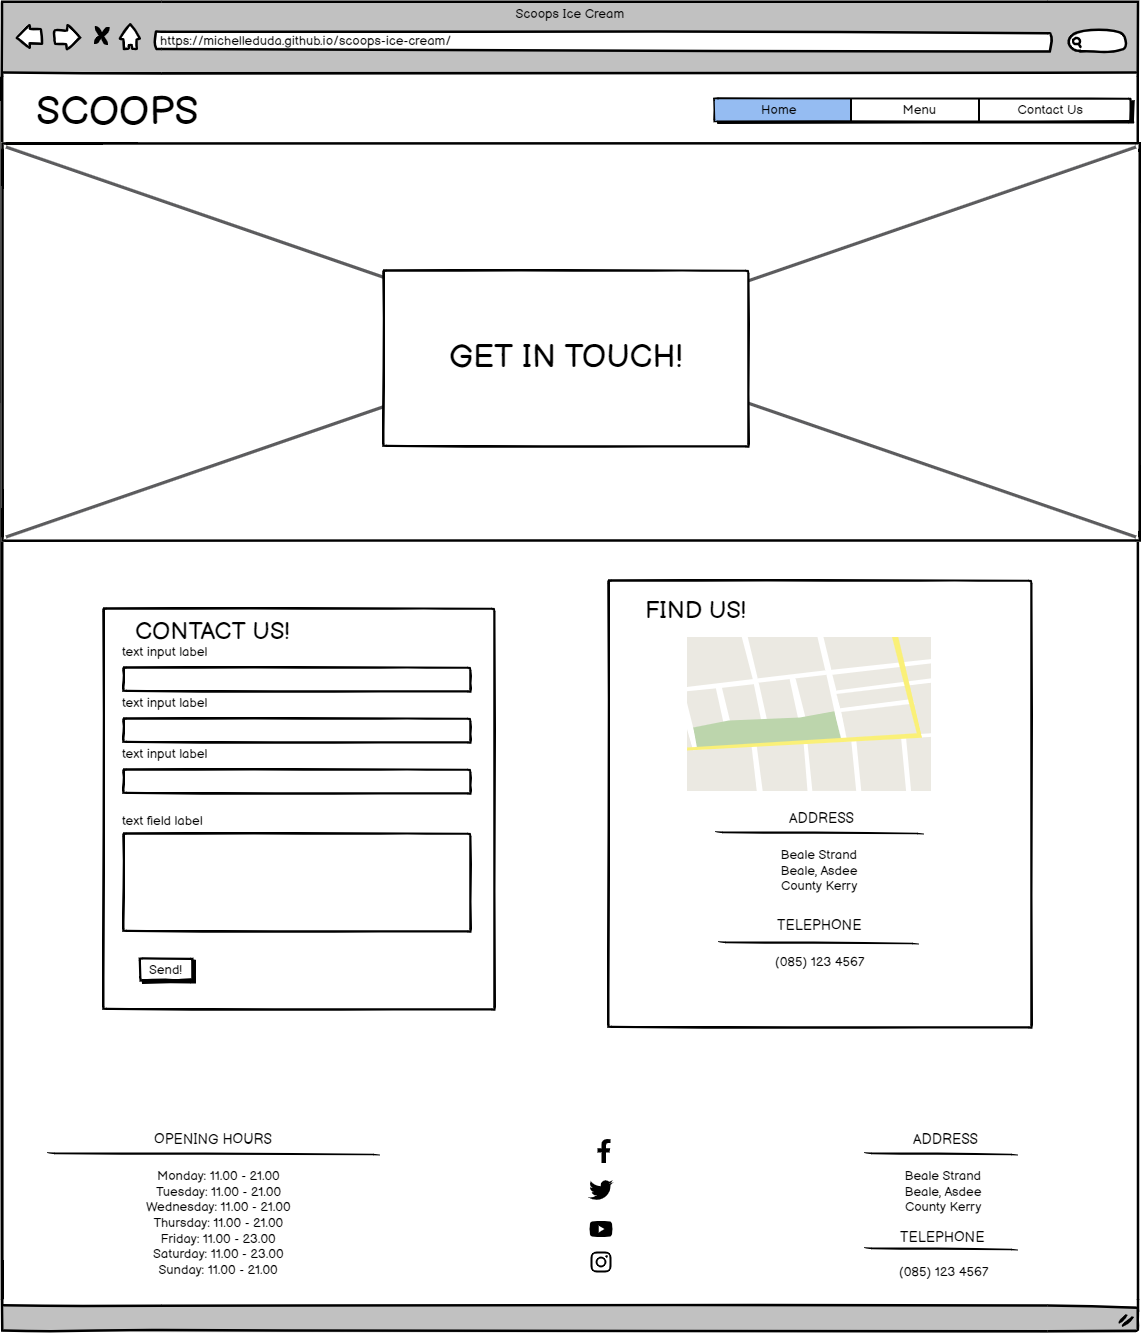 Scoops Ice Cream
https://michelleduda.github.io/scoops-ice-cream/
SCOOPS
Home
Menu
Contact Us
GET IN TOUCH!
CONTACT US!
text input label
text input label
text input label
text field label
Send!
FIND US!
ADDRESS
Beale Strand
Beale, Asdee
County Kerry
TELEPHONE
(085) 123 4567
OPENING HOURS
Monday: 11.00 - 21.00
Tuesday: 11.00 - 21.00
Wednesday: 11.00 - 21.00
Thursday: 11.00 - 21.00
Friday: 11.00 - 23.00
Saturday: 11.00 - 23.00
Sunday: 11.00 - 21.00
ADDRESS
Beale Strand
Beale, Asdee
County Kerry
TELEPHONE
(085) 123 4567